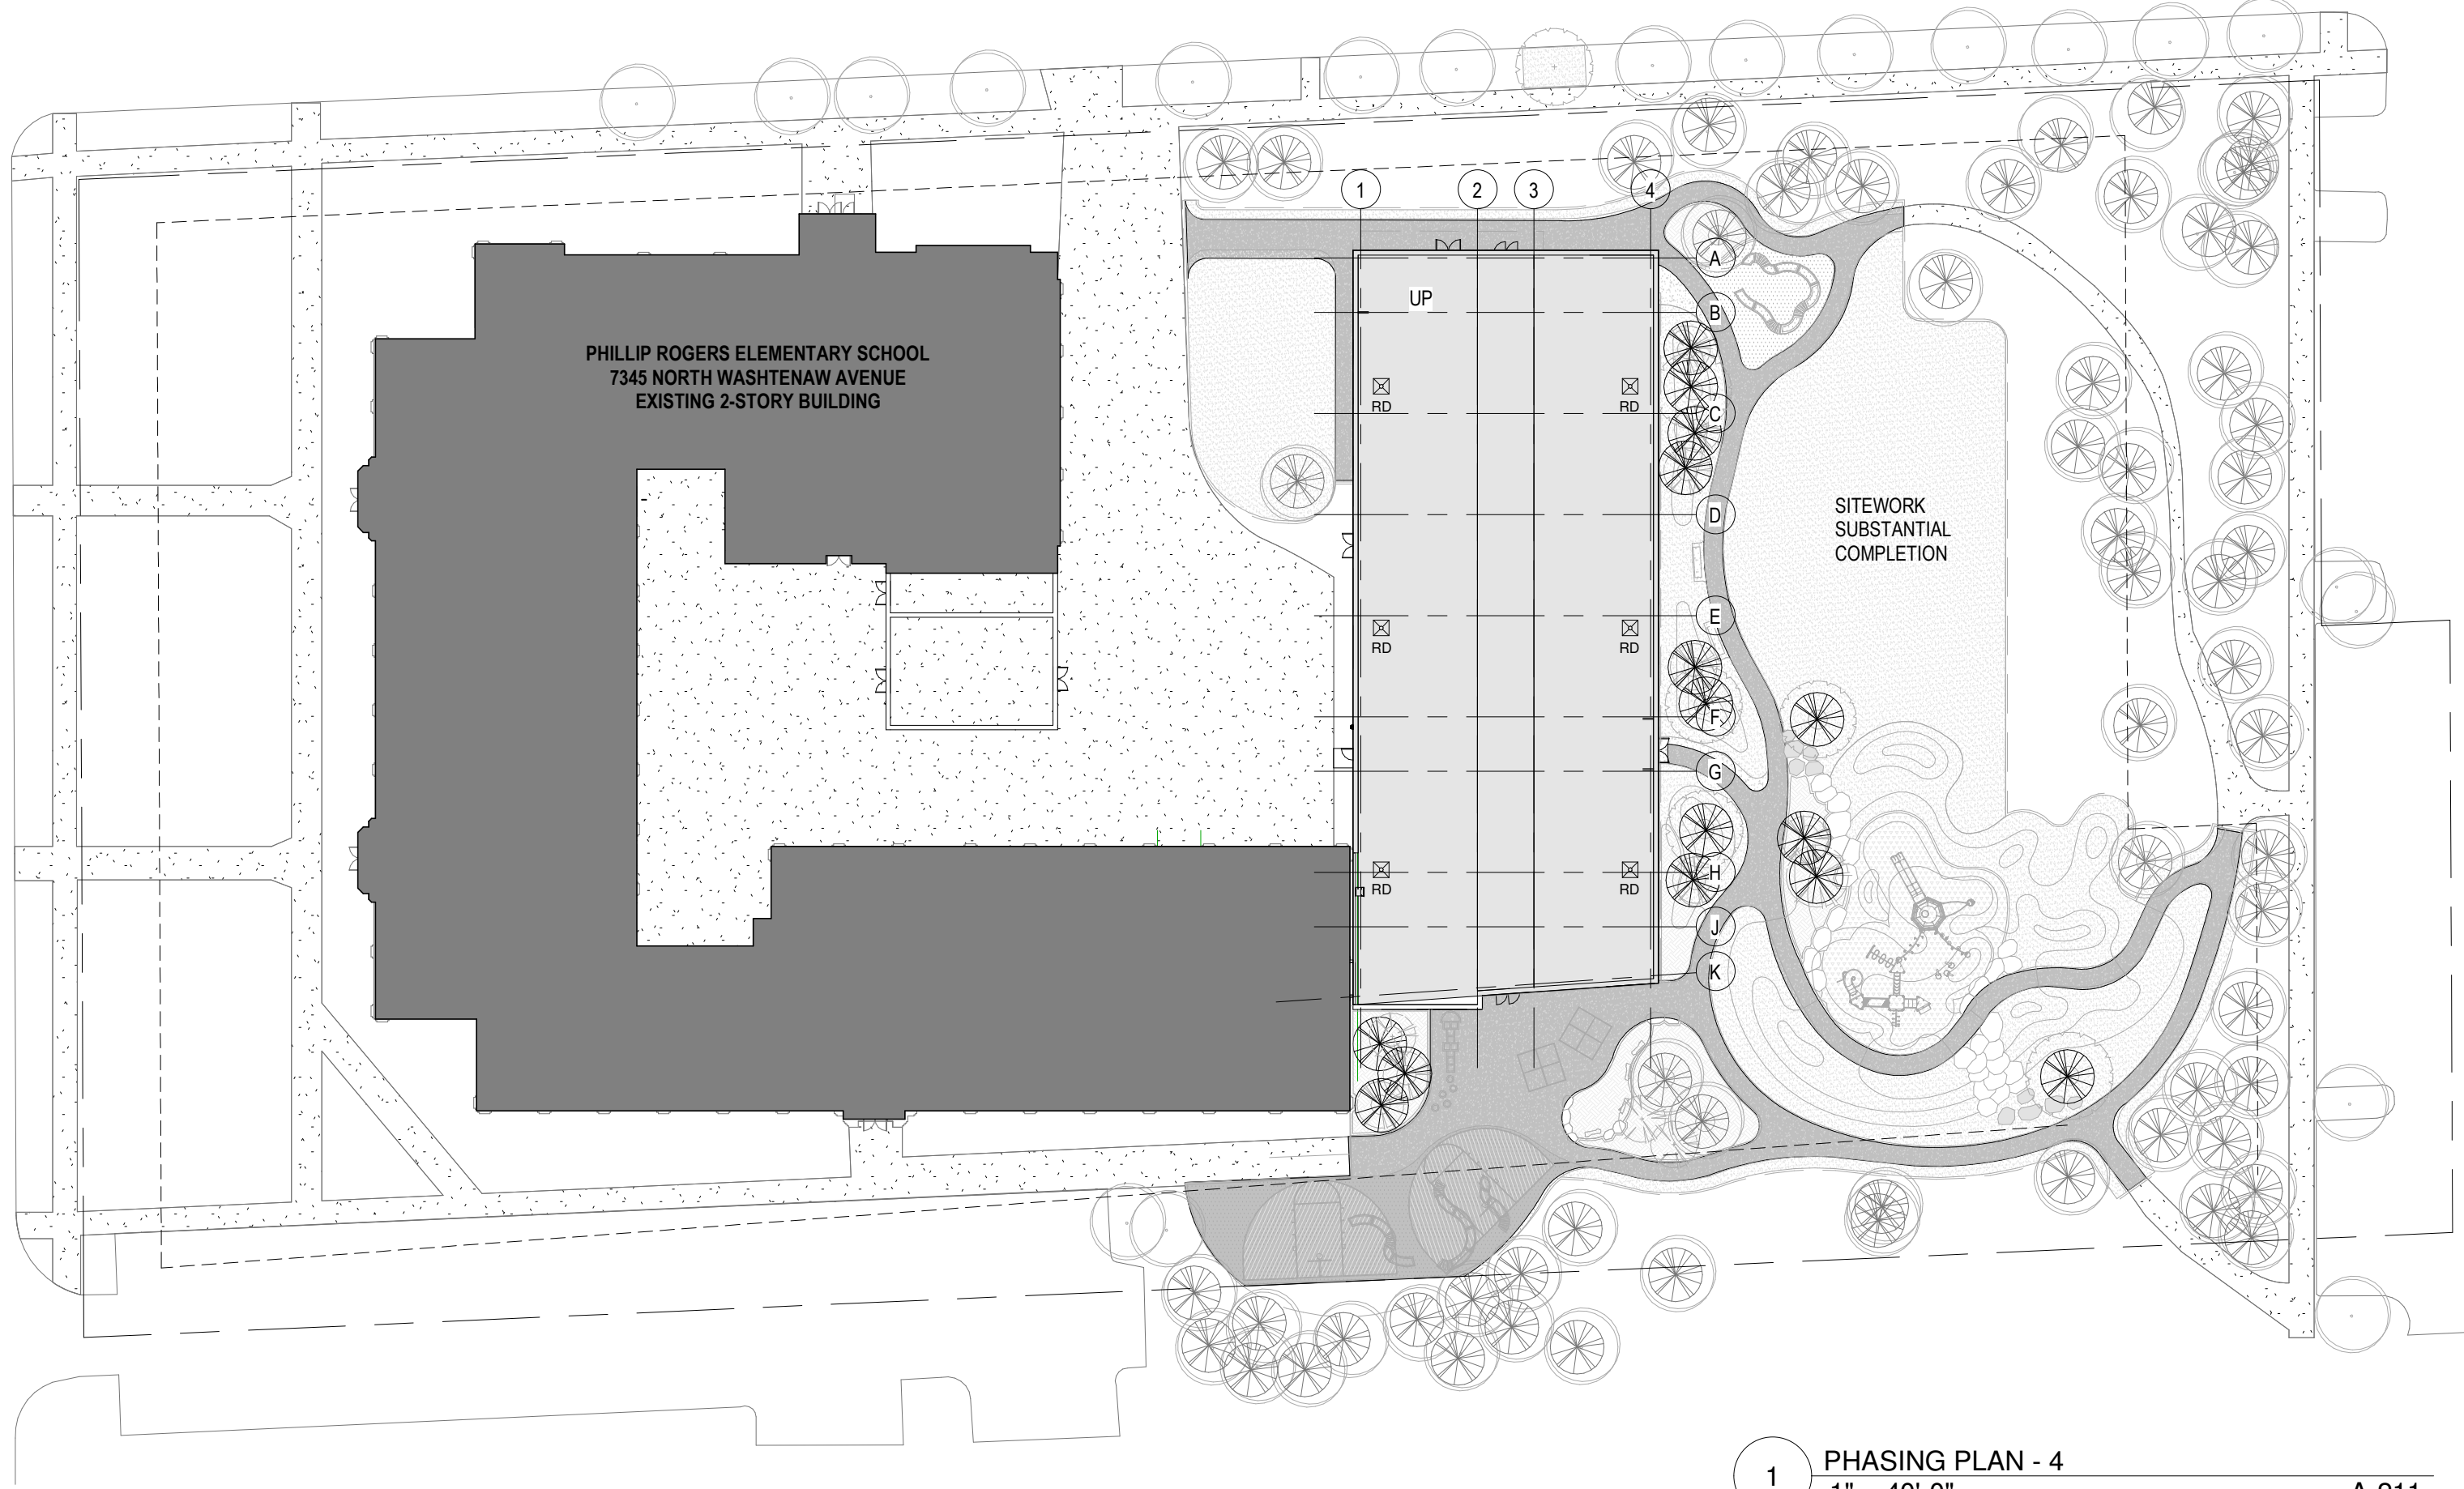 1 2 3 4
A
UP
B
PHILLIP ROGERS ELEMENTARY SCHOOL
7345 NORTH WASHTENAW AVENUE
EXISTING 2-STORY BUILDING
RD RD
C
SITEWORK
SUBSTANTIAL
COMPLETION
D
E
RD RD
F
G
H
RD RD
J
K
PHASING PLAN - 4
1